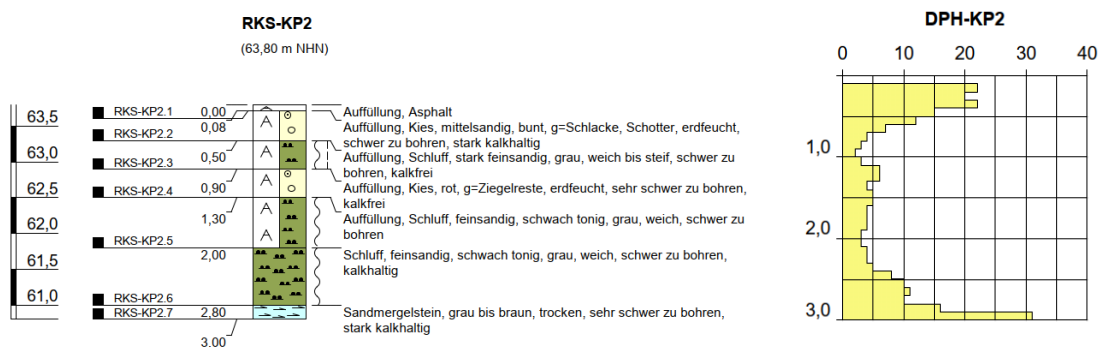 RKS-KP2
(63,80 m NHN)
DPH-KP2
0 10 20 30 40
63,5
63,0
62,5
62,0
61,5
61,0
RKS-KP2.1 0,00
RKS-KP2.2 0,08
RKS-KP2.3 0,50
RKS-KP2.4 0,90
1,30
RKS-KP2.5
2,00
RKS-KP2.6
RKS-KP2.7 2,80
3,00
Auffüllung, Asphalt
Auffüllung, Kies, mittelsandig, bunt, g=Schlacke, Schotter, erdfeucht,
schwer zu bohren, stark kalkhaltig
Auffüllung, Schluff, stark feinsandig, grau, weich bis steif, schwer zu
bohren, kalkfrei
Auffüllung, Kies, rot, g=Ziegelreste, erdfeucht, sehr schwer zu bohren,
kalkfrei
Auffüllung, Schluff, feinsandig, schwach tonig, grau, weich, schwer zu
bohren
Schluff, feinsandig, schwach tonig, grau, weich, schwer zu bohren,
kalkhaltig
Sandmergelstein, grau bis braun, trocken, sehr schwer zu bohren,
stark kalkhaltig
1,0
2,0
3,0